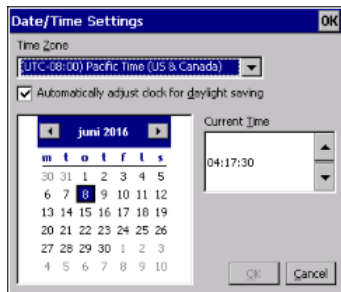 Date/Time Settings OK
Time Zone
(UTC-08:00) Pacific Time (US & Canada)
Automatically adjust clock for daylight saving
juni 2016
m t o t f l s
30 31 1 2 3 4 5
6 7 8 9 10 11 12
13 14 15 16 17 18 19
20 21 22 23 24 25 26
27 28 29 30 1 2 3
4 5 6 7 8 9 10
Current Time
04:17:30
OK Cancel